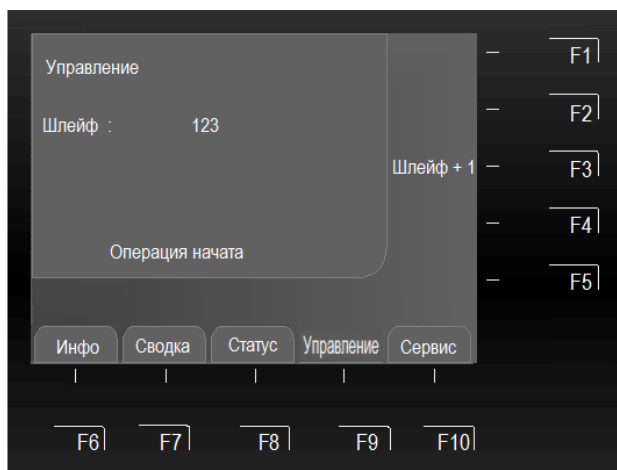 Управление
F1
F2
Шлейф : 123
Шлейф + 1
F3
F4
Операция начата
F5
Инфо Сводка Статус Управление Сервис
F6 F7 F8 F9 F10